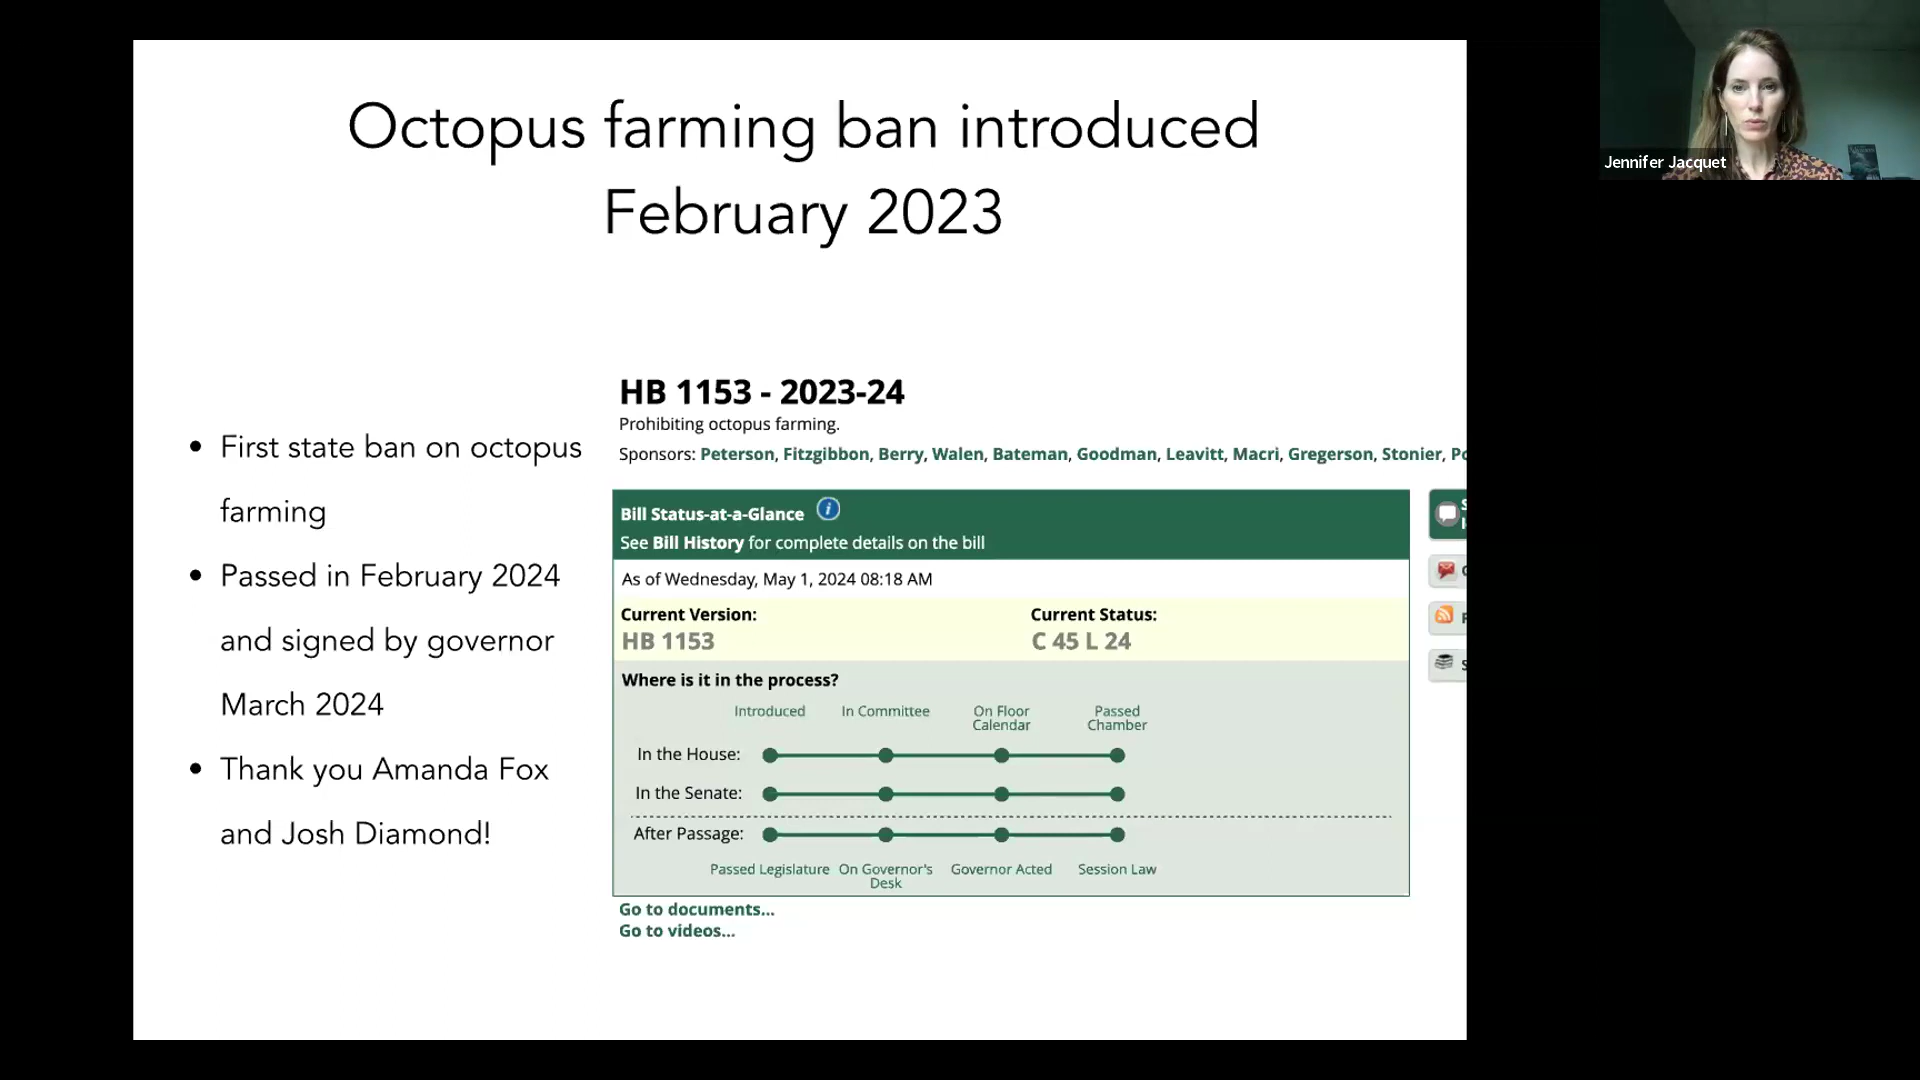 Octopus farming ban introduced
February 2023
• First state ban on octopus
farming
• Passed in February 2024
and signed by governor
March 2024
• Thank you Amanda Fox
and Josh Diamond!
HB 1153 - 2023-24
Prohibiting octopus farming.
Sponsors: Peterson, Fitzgibbon, Berry, Walen, Bateman, Goodman, Leavitt, Macri, Gregerson, Stonier,
Bill Status-at-a-Glance
See Bill History for complete details on the bill
As of Wednesday, May 1, 2024 08:18 AM
Current Version: Current Status:
HB 1153 C 45 L 24
Where is it in the process?
Introduced In Committee On Floor Passed
Calendar Chamber
In the House:
In the Senate:
After Passage:
Passed Legislature On Governor's Governor Acted Session Law
Desk
Go to documents...
Go to videos...
Jennifer Jacquet